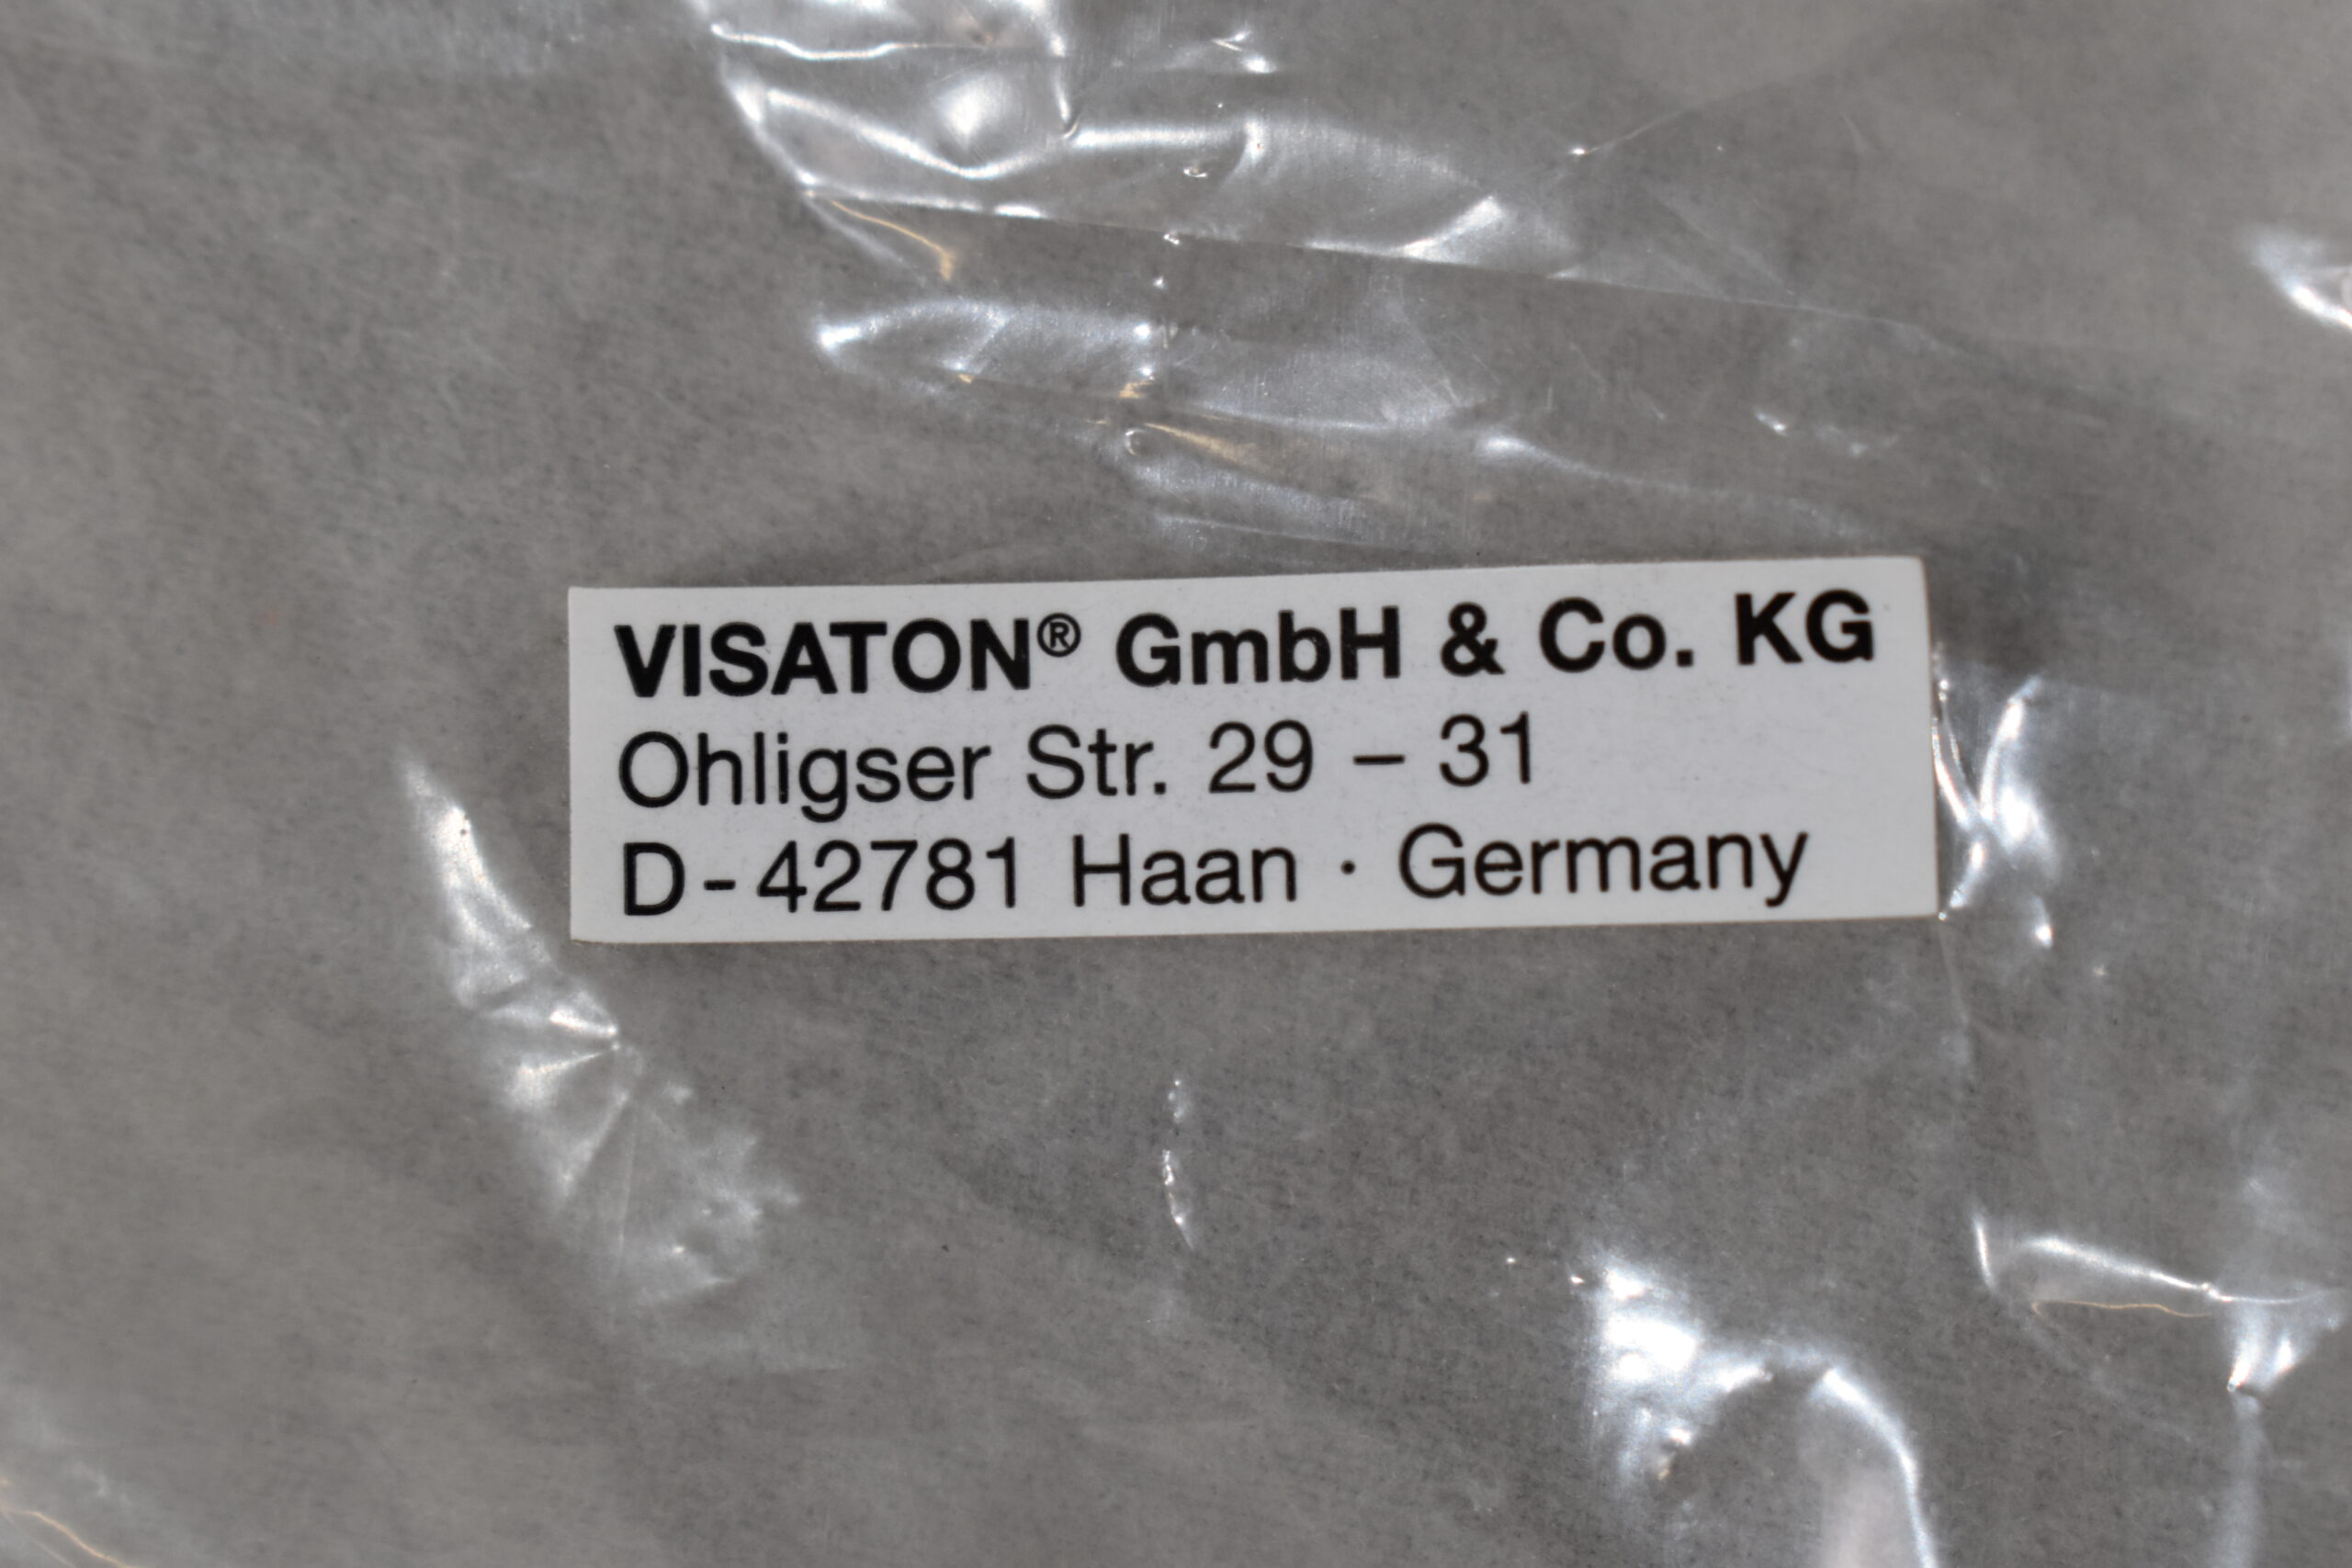 VISATON® GmbH & Co. KG
Ohligser Str. 29 – 31
D-42781 Haan · Germany